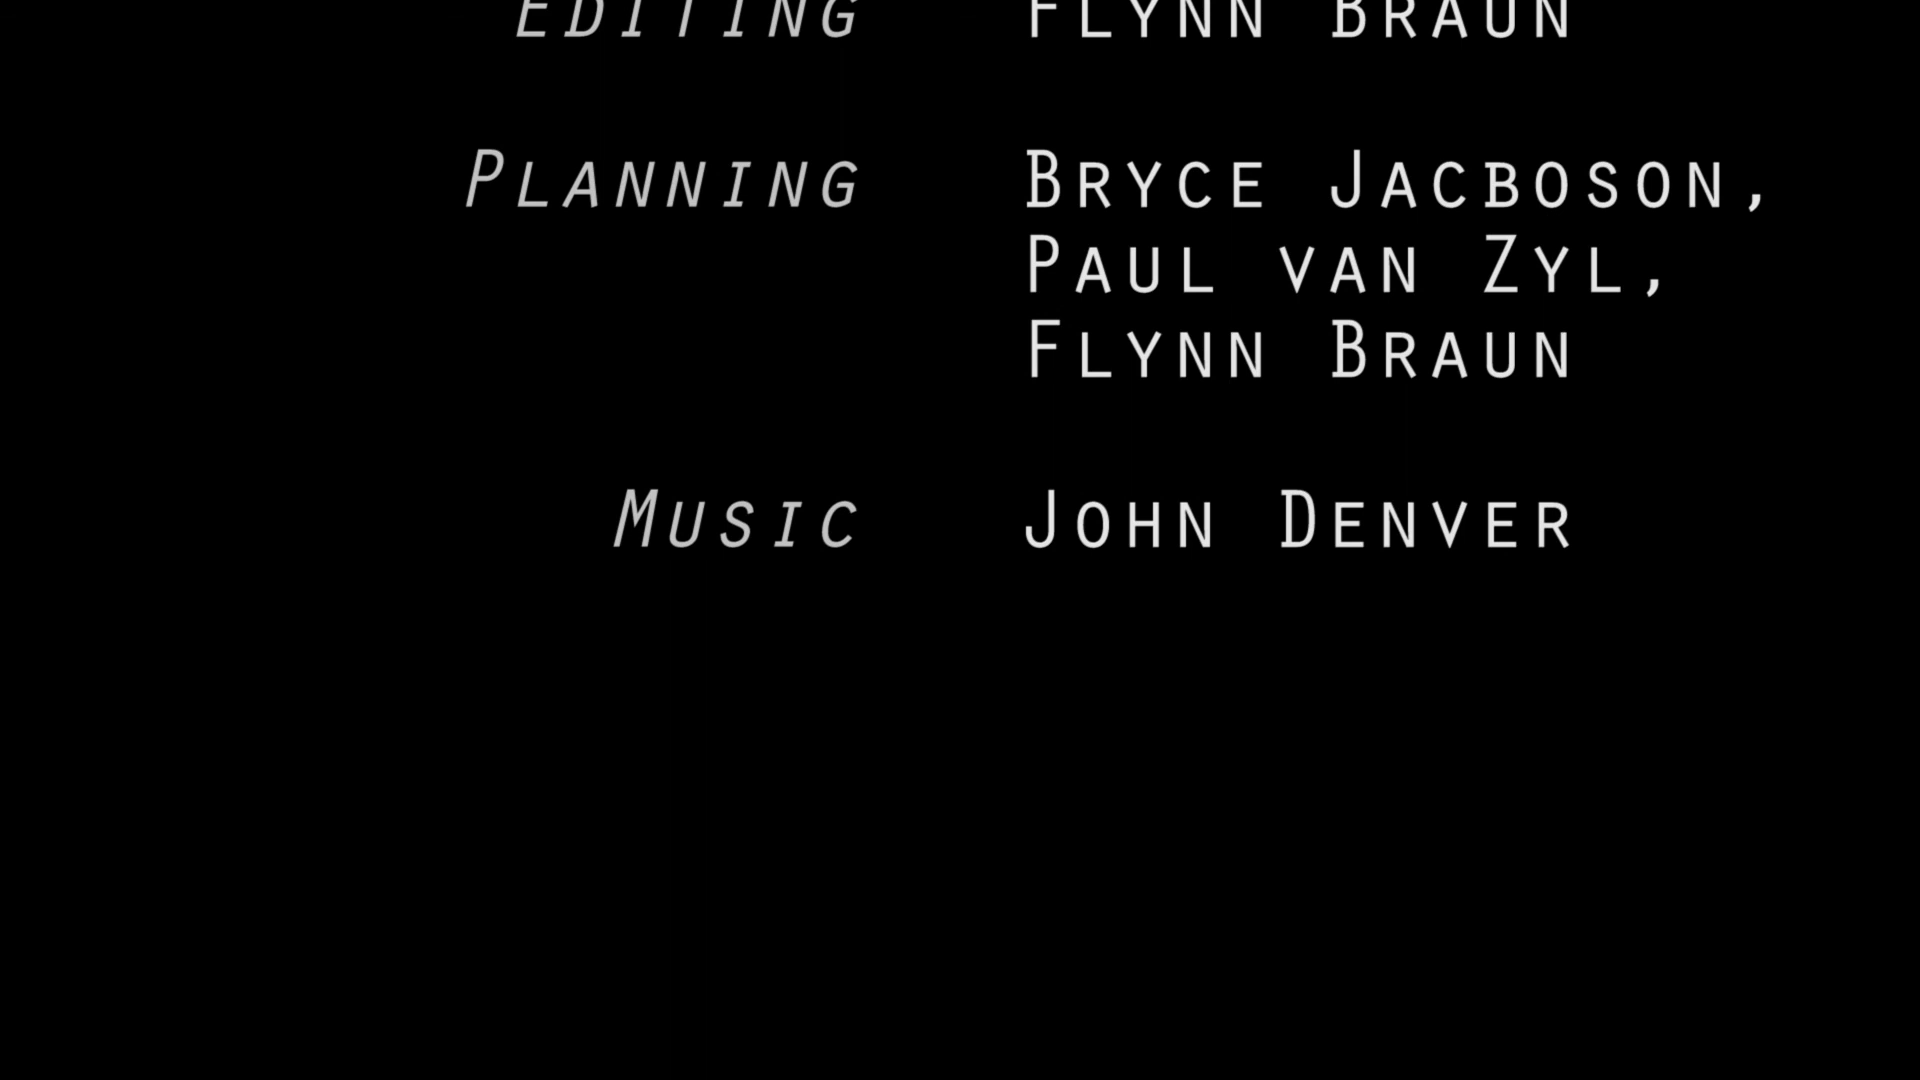 Editing Flynn Braun
Planning Bryce Jacboson,
Paul van Zyl,
Flynn Braun
Music John Denver